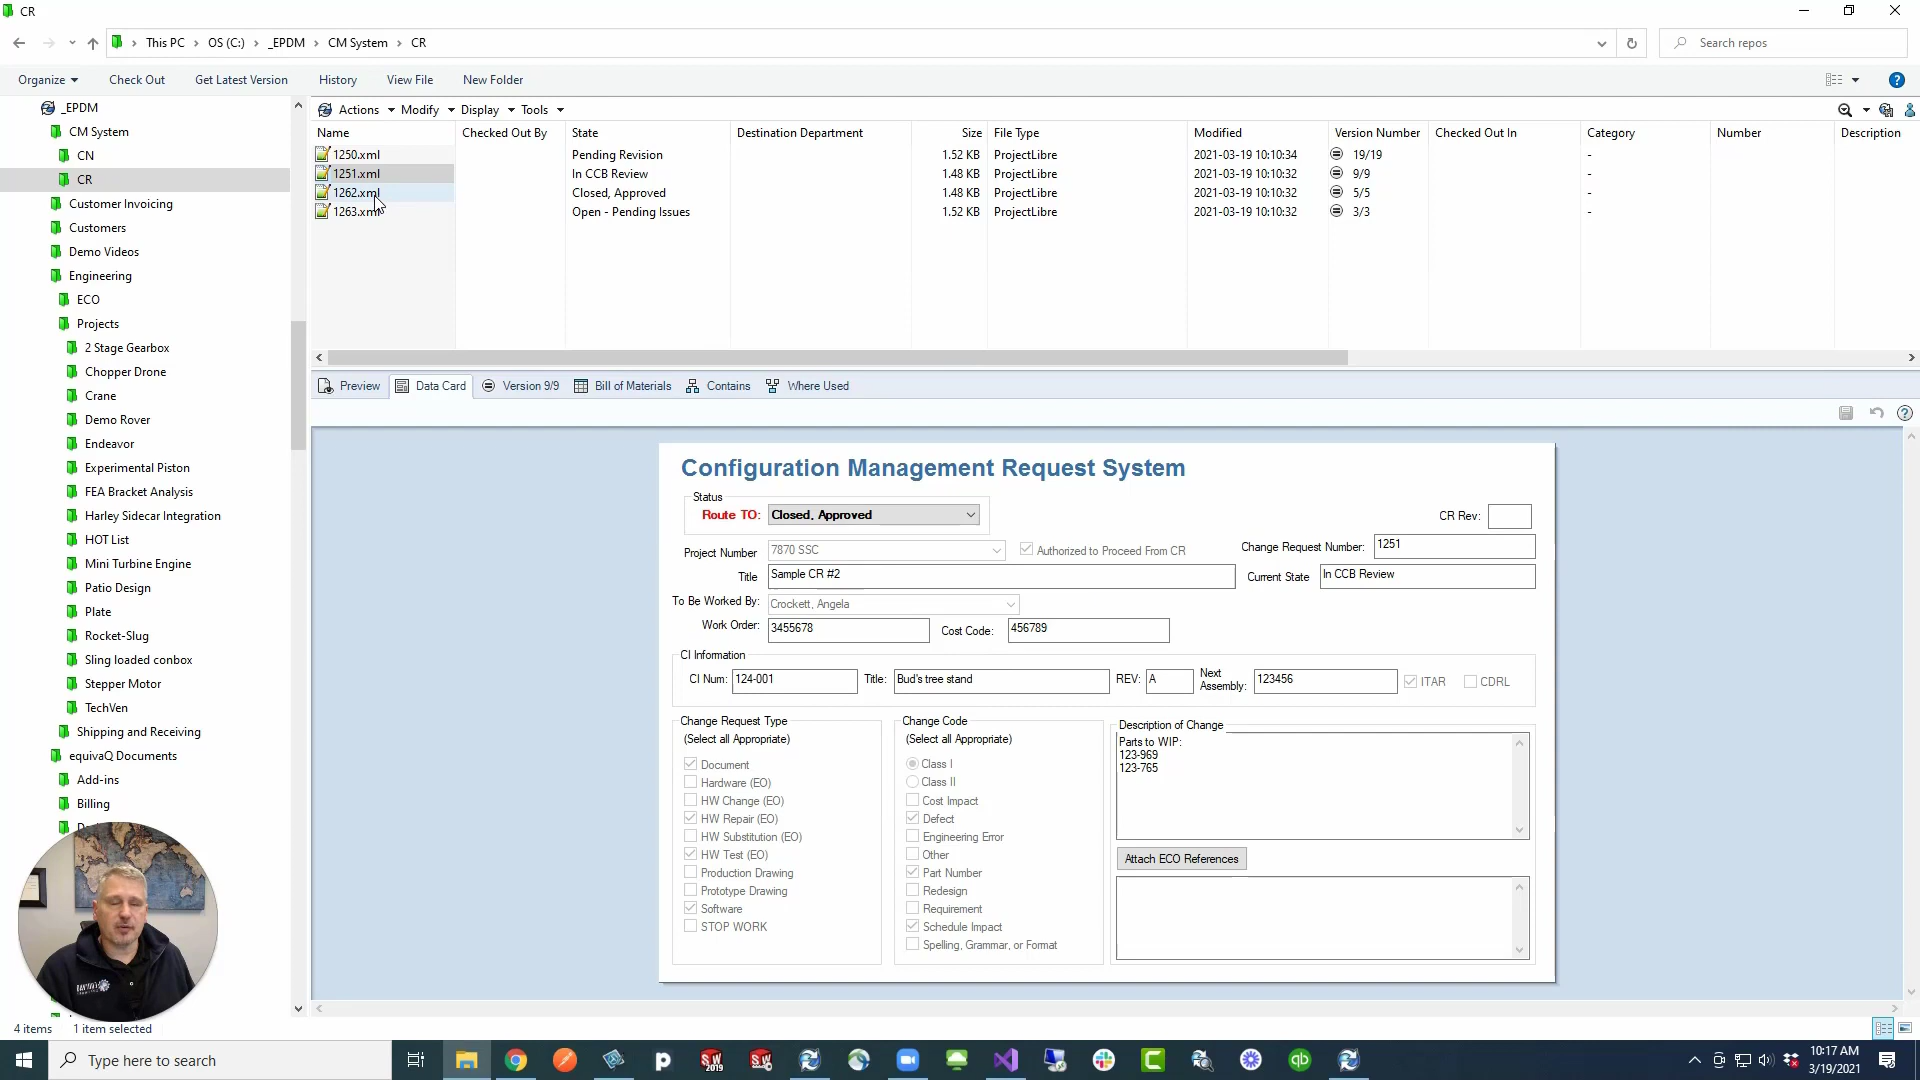 CR
This PC > OS (C:) > _EPDM > CM System > CR
Search repos
Organize Check Out Get Latest Version History View File New Folder
_EPDM
CM System
CN
CR
Customer Invoicing
Customers
Demo Videos
Engineering
ECO
Projects
2 Stage Gearbox
Chopper Drone
Crane
Demo Rover
Endeavor
Experimental Piston
FEA Bracket Analysis
Harley Sidecar Integration
HOT List
Mini Turbine Engine
Patio Design
Plate
Rocket-Slug
Sling loaded conbox
Stepper Motor
TechVen
Shipping and Receiving
equivaQ Documents
Add-ins
Billing
Actions Modify Display Tools
Name Checked Out By State Destination Department Size File Type Modified Version Number Checked Out In Category Number Description
1250.xml Pending Revision 1.52 KB ProjectLibre 2021-03-19 10:10:34 19/19 -
1251.xml In CCB Review 1.48 KB ProjectLibre 2021-03-19 10:10:32 9/9 -
1262.xml Closed, Approved 1.48 KB ProjectLibre 2021-03-19 10:10:32 5/5 -
1263.xml Open - Pending Issues 1.52 KB ProjectLibre 2021-03-19 10:10:32 3/3 -
Preview Data Card Version 9/9 Bill of Materials Contains Where Used
Configuration Management Request System
Status
Route TO: Closed, Approved
CR Rev:
Project Number 7870 SSC Authorized to Proceed From CR Change Request Number: 1251
Title Sample CR #2 Current State In CCB Review
To Be Worked By: Crockett, Angela
Work Order: 3455678 Cost Code: 456789
CI Information
CI Num: 124-001 Title: Bud's tree stand REV: A Next Assembly: 123456 ITAR CDRL
Change Request Type
(Select all Appropriate)
Document
Hardware (EO)
HW Change (EO)
HW Repair (EO)
HW Substitution (EO)
HW Test (EO)
Production Drawing
Prototype Drawing
Software
STOP WORK
Change Code
(Select all Appropriate)
Class I
Class II
Cost Impact
Defect
Engineering Error
Other
Part Number
Redesign
Requirement
Schedule Impact
Spelling, Grammar, or Format
Description of Change
Parts to WIP:
123-969
123-765
Attach ECO References
4 items 1 item selected
Type here to search
10:17 AM
3/19/2021